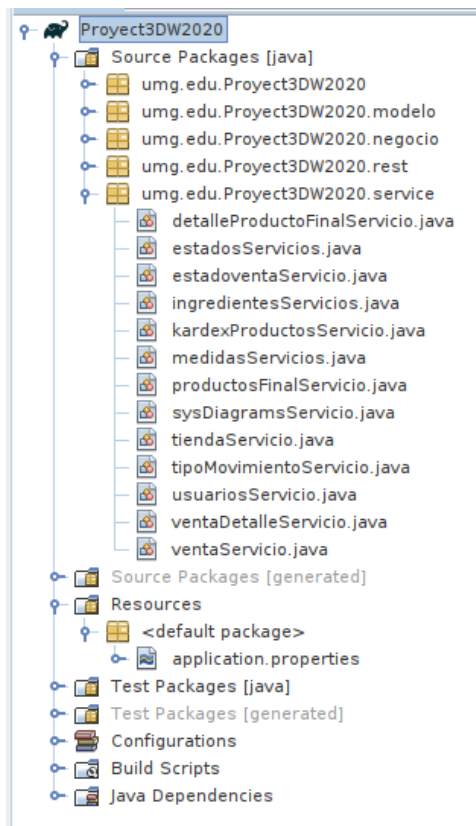 Proyect3DW2020
Source Packages [java]
umg.edu.Proyect3DW2020
umg.edu.Proyect3DW2020.modelo
umg.edu.Proyect3DW2020.negocio
umg.edu.Proyect3DW2020.rest
umg.edu.Proyect3DW2020.service
detalleProductoFinalServicio.java
estadosServicios.java
estadoventaServicio.java
ingredientesServicios.java
kardexProductosServicio.java
medidasServicios.java
productosFinalServicio.java
sysDiagramsServicio.java
tiendaServicio.java
tipoMovimientoServicio.java
usuariosServicio.java
ventaDetalleServicio.java
ventaServicio.java
Source Packages [generated]
Resources
<default package>
application.properties
Test Packages [java]
Test Packages [generated]
Configurations
Build Scripts
Java Dependencies